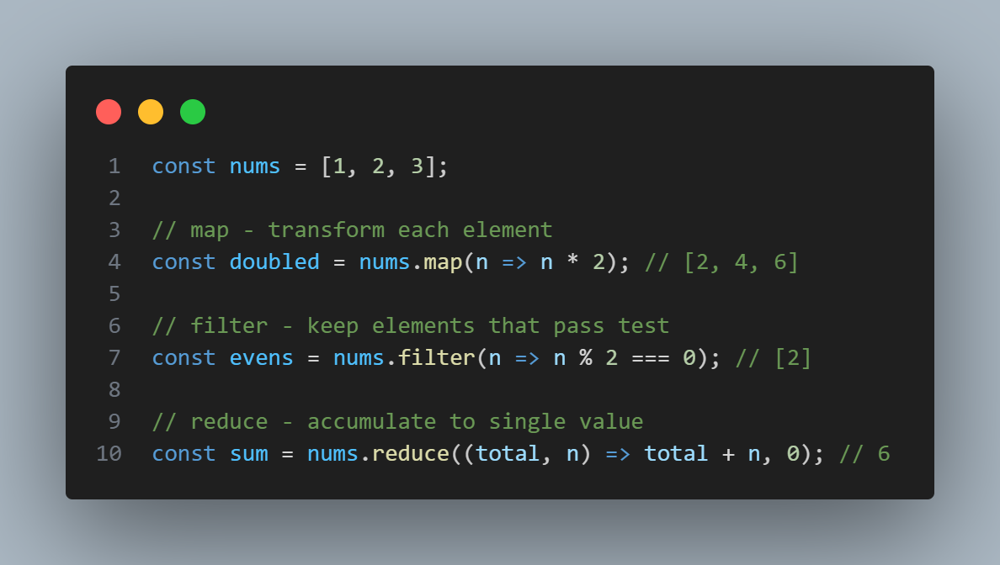 1 const nums = [1, 2, 3];
2
3 // map - transform each element
4 const doubled = nums.map(n => n * 2); // [2, 4, 6]
5
6 // filter - keep elements that pass test
7 const evens = nums.filter(n => n % 2 === 0); // [2]
8
9 // reduce - accumulate to single value
10 const sum = nums.reduce((total, n) => total + n, 0); // 6